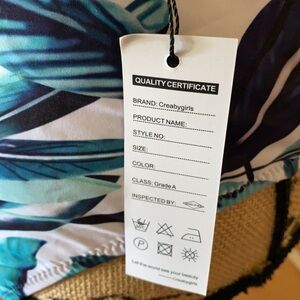 QUALITY CERTIFICATE
BRAND: Creabygirls
PRODUCT NAME:
STYLE NO:
SIZE:
COLOR:
CLASS: Grade A
INSPECTED BY:
P
Let the world see your beauty
------Creabygirls